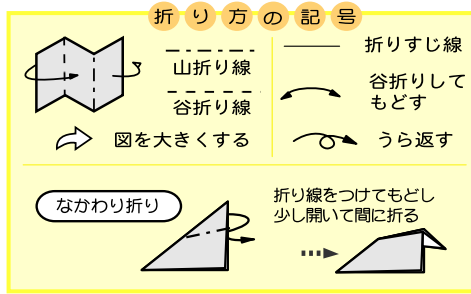 折り方の記号
山折り線
谷折り線
図を大きくする
折りすじ線
谷折りして
もどす
うら返す
なかわり折り
折り線をつけてもどし
少し開いて間に折る